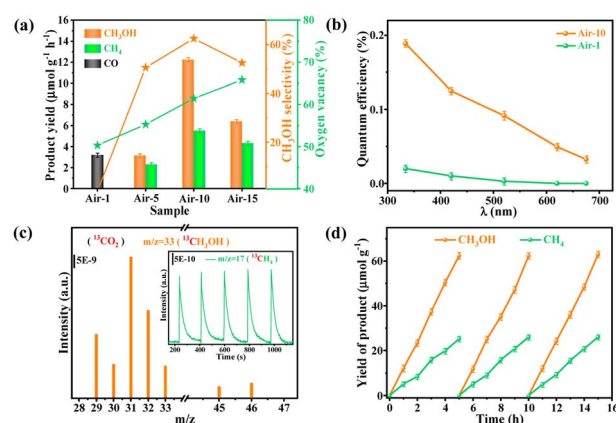 (a)
CH₃OH
CH₄
CO
Product yield (μmol g⁻¹ h⁻¹)
16
14
12
10
8
6
4
2
0
Air-1 Air-5 Air-10 Air-15
Sample
60
40
20
CH₃OH selectivity (%)
80
70
60
50
40
Oxygen vacancy (%)
(b)
Air-10
Air-1
Quantum efficiency (%)
0.2
0.1
0.0
300 400 500 600 700
λ (nm)
(c)
(¹³CO₂) m/z=33 (¹³CH₃OH)
5E-9
Intensity (a.u.)
28 29 30 31 32 33 45 46 47
m/z
5E-10 m/z=17 (¹³CH₄)
Intensity (a.u.)
200 400 600 800 1000
Time (s)
(d)
CH₃OH CH₄
Yield of product (μmol g⁻¹)
80
60
40
20
0
0 2 4 6 8 10 12 14 16
Time (h)